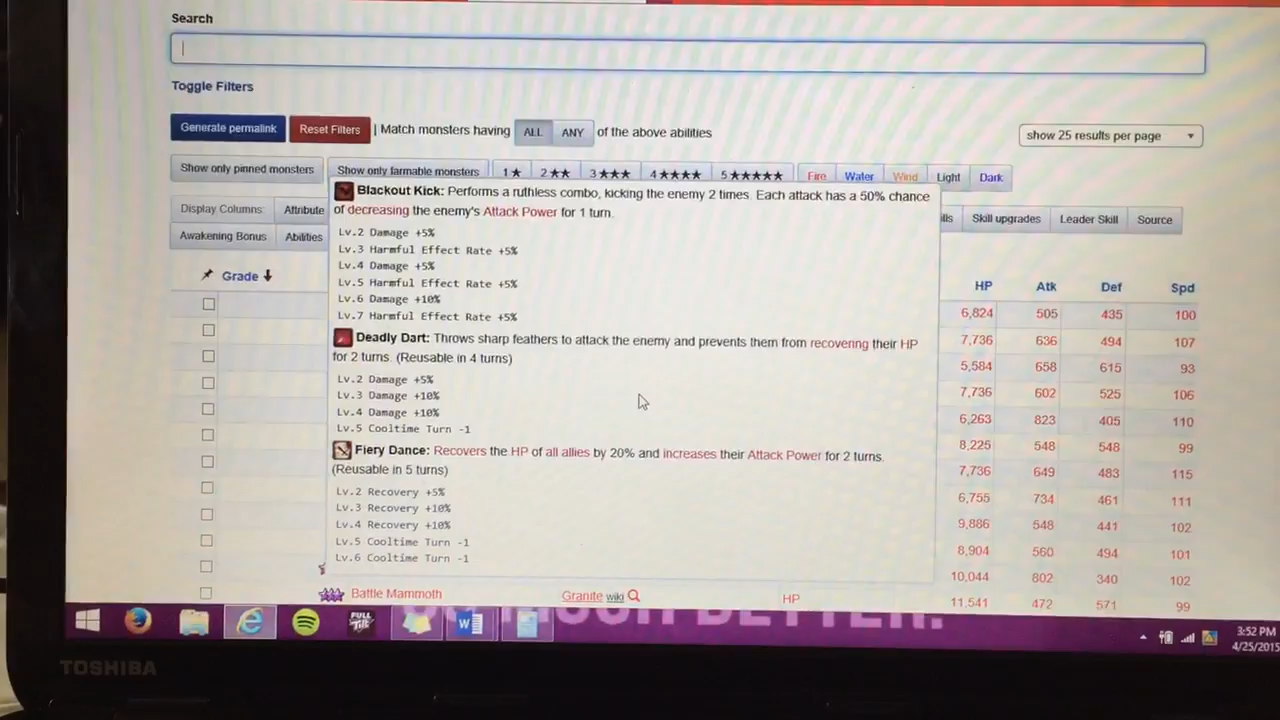 Search
Toggle Filters
Generate permalink Reset Filters | Match monsters having ALL ANY of the above abilities
show 25 results per page
Show only pinned monsters Show only farmable monsters 1★ 2★★ 3★★★ 4★★★★ 5★★★★★ Fire Water Wind Light Dark
Display Columns: Attribute Skill upgrades Leader Skill Source
Awakening Bonus Abilities
Grade HP Atk Def Spd
Blackout Kick: Performs a ruthless combo, kicking the enemy 2 times. Each attack has a 50% chance
of decreasing the enemy's Attack Power for 1 turn.
Lv.2 Damage +5%
Lv.3 Harmful Effect Rate +5%
Lv.4 Damage +5%
Lv.5 Harmful Effect Rate +5%
Lv.6 Damage +10%
Lv.7 Harmful Effect Rate +5%
Deadly Dart: Throws sharp feathers to attack the enemy and prevents them from recovering their HP
for 2 turns. (Reusable in 4 turns)
Lv.2 Damage +5%
Lv.3 Damage +10%
Lv.4 Damage +10%
Lv.5 Cooltime Turn -1
Fiery Dance: Recovers the HP of all allies by 20% and increases their Attack Power for 2 turns.
(Reusable in 5 turns)
Lv.2 Recovery +5%
Lv.3 Recovery +10%
Lv.4 Recovery +10%
Lv.5 Cooltime Turn -1
Lv.6 Cooltime Turn -1
6,824 505 435 100
7,736 636 494 107
5,584 658 615 93
7,736 602 525 106
6,263 823 405 110
8,225 548 548 99
7,736 649 483 115
6,755 734 461 111
9,886 548 441 102
8,904 560 494 101
10,044 802 340 102
Battle Mammoth Granite wiki HP 11,541 472 571 99
BETTER.
FULL
Tilt
3:52 PM
4/25/2015
TOSHIBA